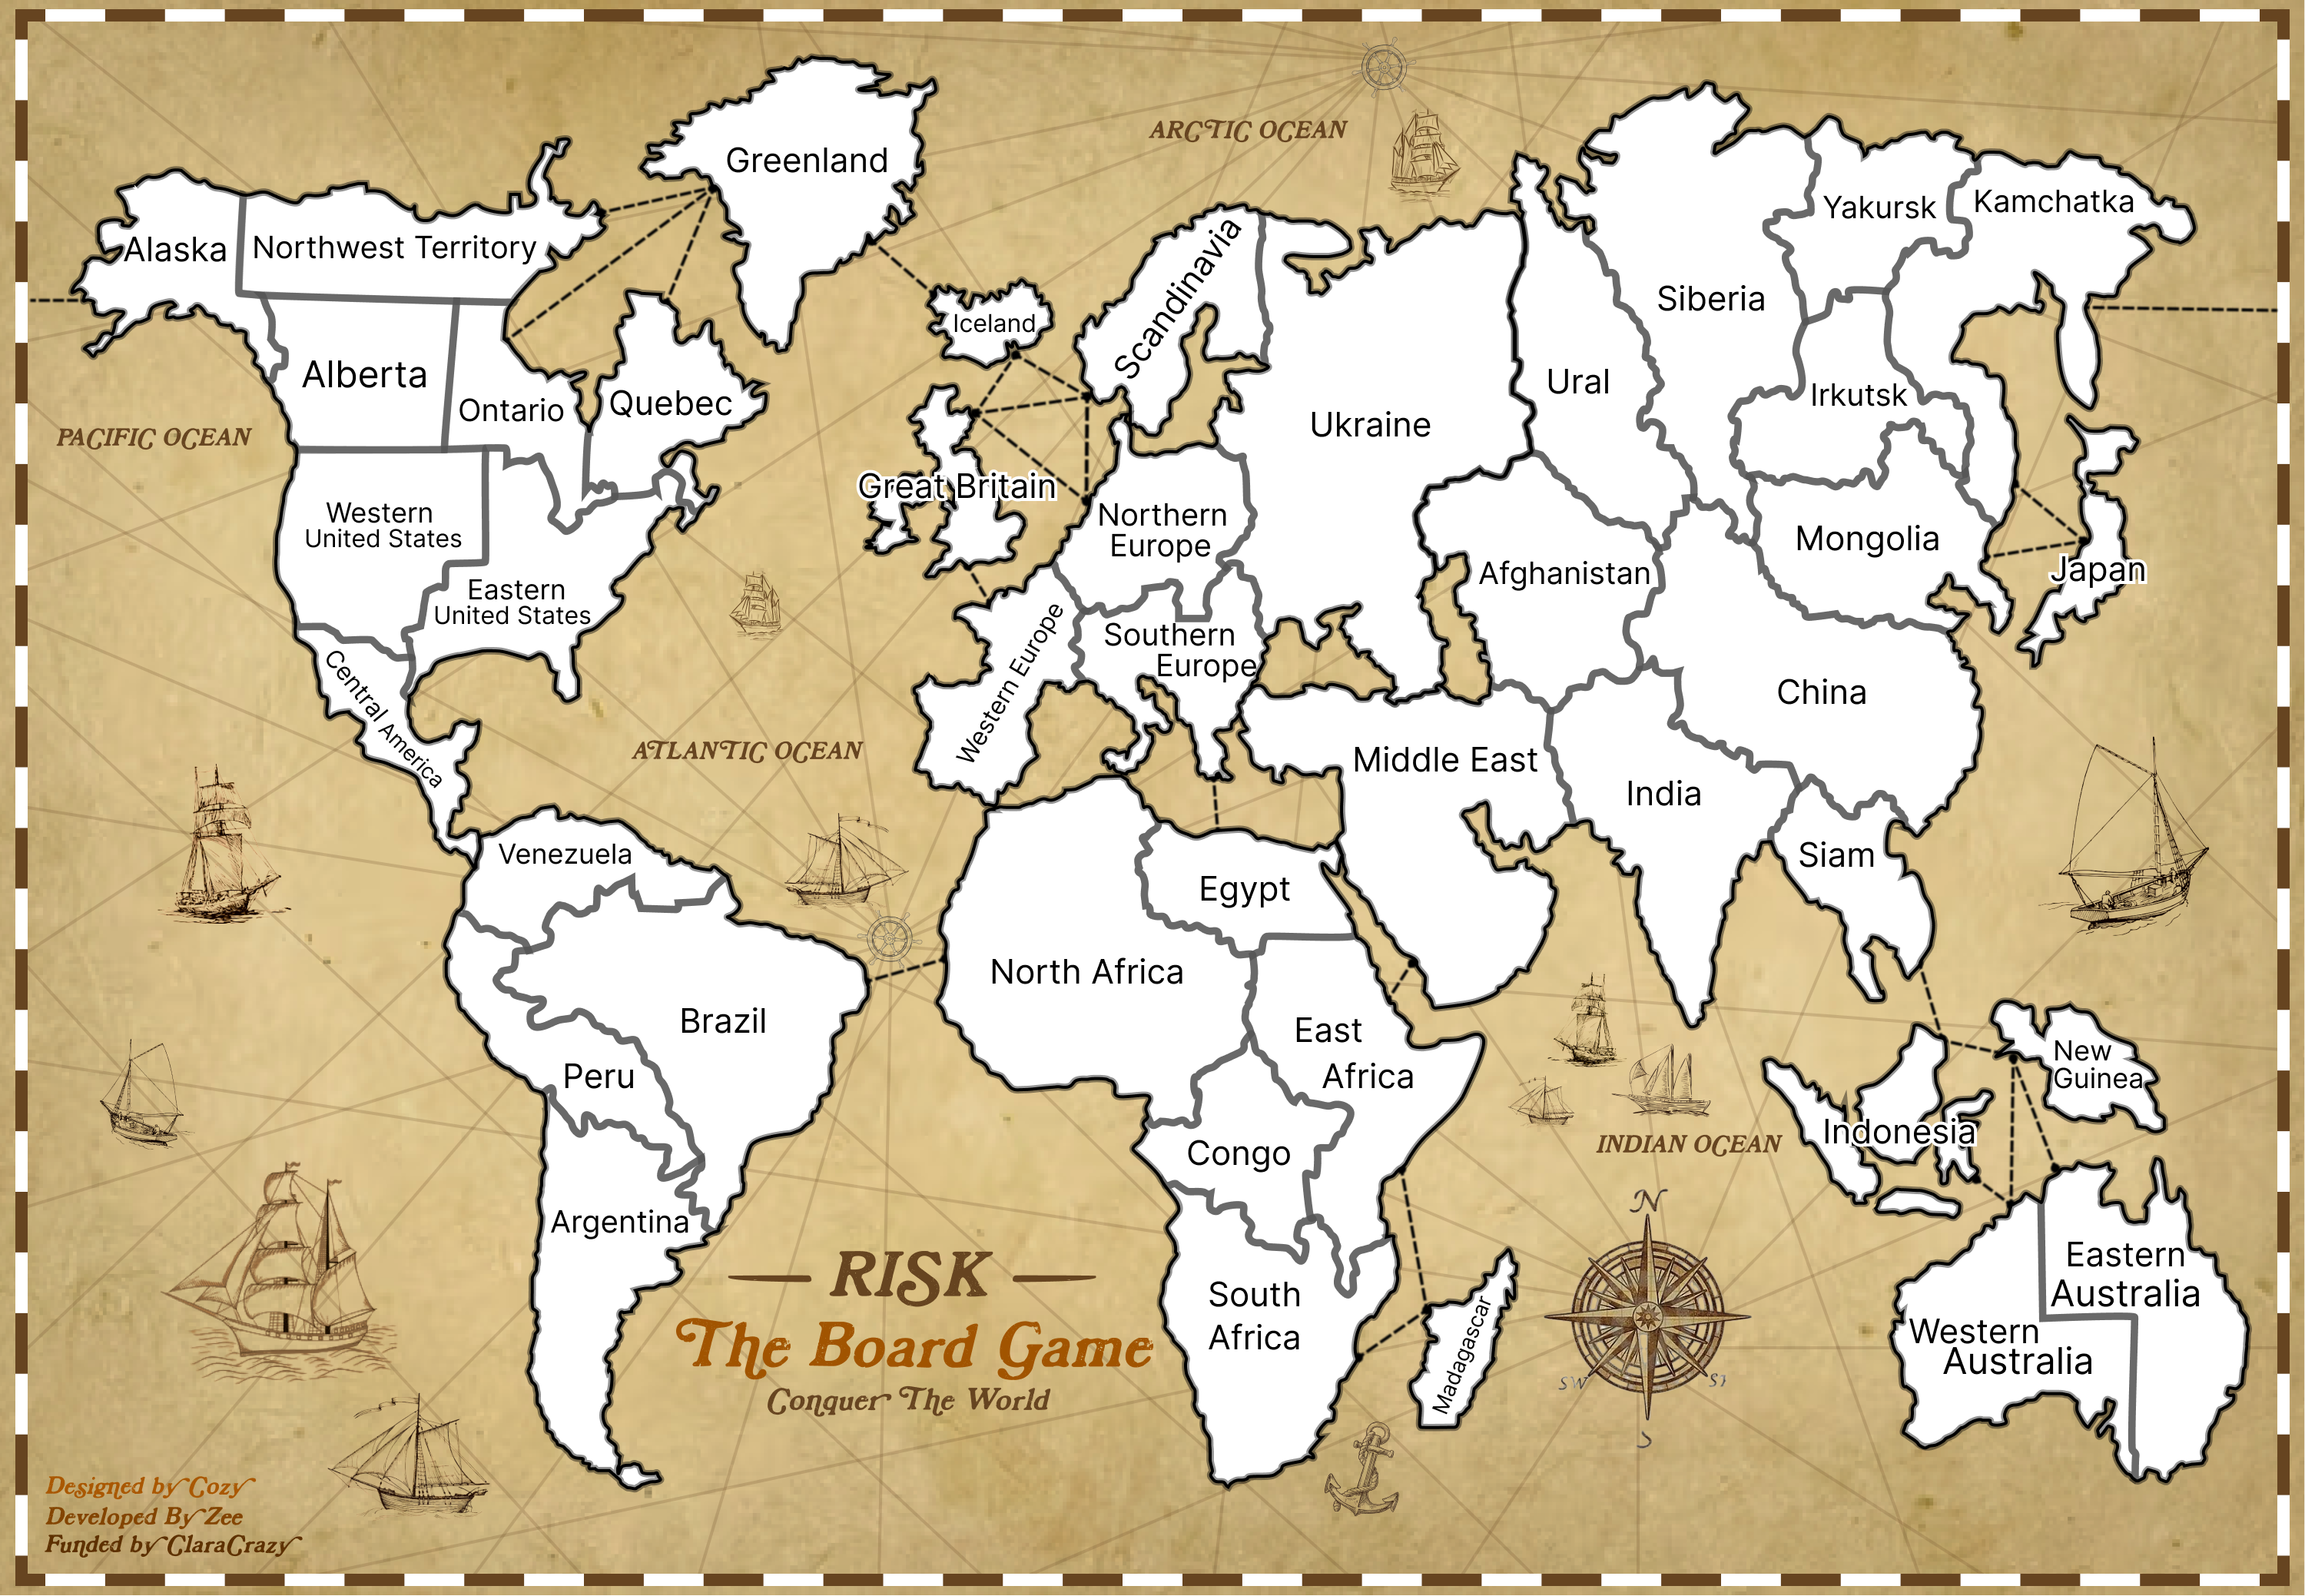 ARCTIC OCEAN
Greenland
Alaska
Northwest Territory
Iceland
Scandinavia
Siberia
Yakursk
Kamchatka
Alberta
Ontario
Quebec
Ural
Ukraine
Irkutsk
PACIFIC OCEAN
Great Britain
Western
United States
Northern
Europe
Mongolia
Japan
Afghanistan
Eastern
United States
Southern
Europe
Western Europe
Central America
China
ATLANTIC OCEAN
Middle East
India
Venezuela
Siam
Egypt
North Africa
Brazil
East
Africa
New
Guinea
Peru
Indonesia
INDIAN OCEAN
Congo
Argentina
N
Eastern
Australia
RISK
South
Africa
Madagascar
The Board Game
Western
Australia
SW
Conquer The World
Designed by Cozy
Developed By Zee
Funded by ClaraCrazy